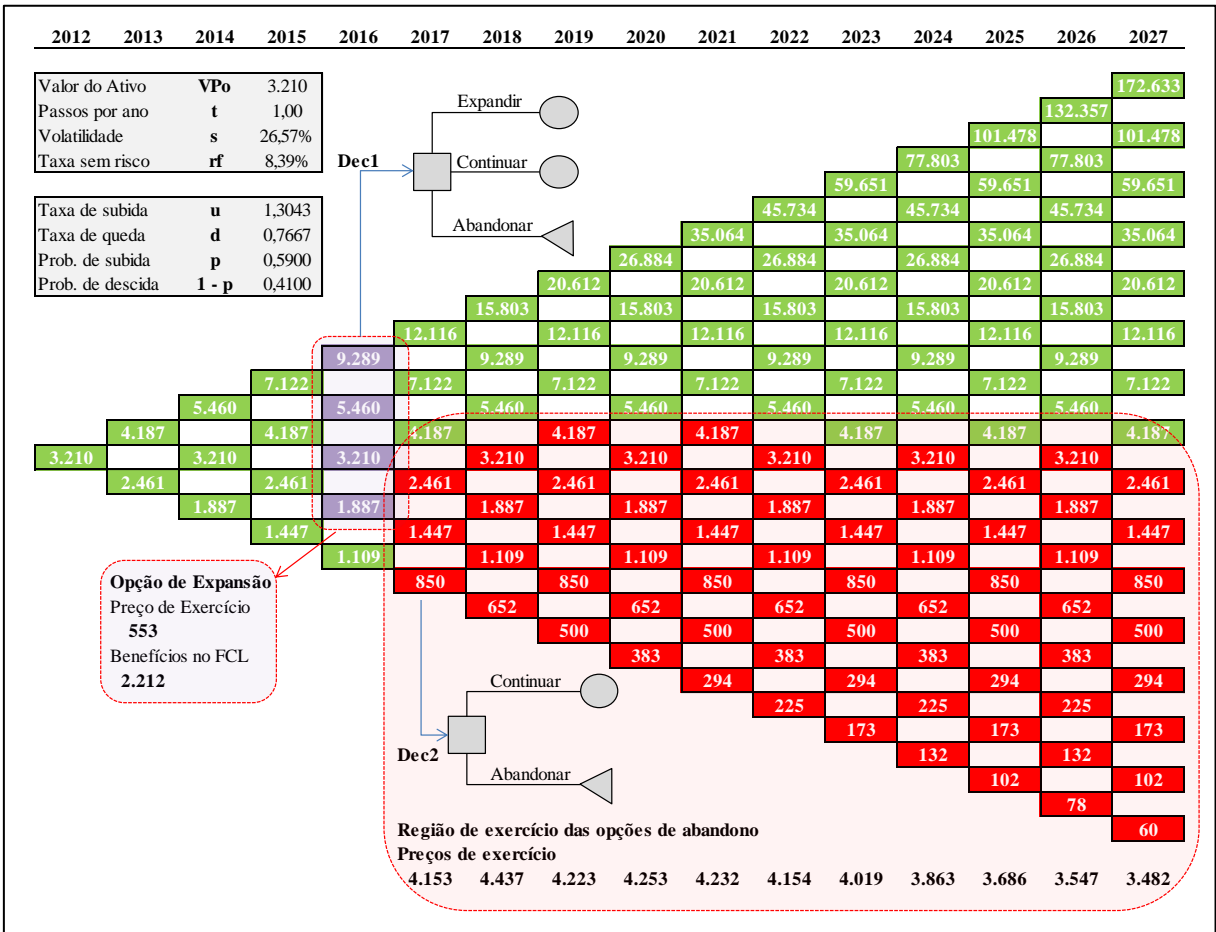 2012 2013 2014 2015 2016 2017 2018 2019 2020 2021 2022 2023 2024 2025 2026 2027
Valor do Ativo VPo 3.210
Passos por ano t 1,00
Volatilidade s 26,57%
Taxa sem risco rf 8,39%
Taxa de subida u 1,3043
Taxa de queda d 0,7667
Prob. de subida p 0,5900
Prob. de descida 1 - p 0,4100
Dec1
Expandir
Continuar
Abandonar
172.633
132.357
101.478 101.478
77.803 77.803
59.651 59.651 59.651
45.734 45.734 45.734
35.064 35.064 35.064 35.064
26.884 26.884 26.884 26.884
20.612 20.612 20.612 20.612 20.612
15.803 15.803 15.803 15.803 15.803
12.116 12.116 12.116 12.116 12.116 12.116
9.289 9.289 9.289 9.289 9.289 9.289
7.122 7.122 7.122 7.122 7.122 7.122 7.122
5.460 5.460 5.460 5.460 5.460 5.460 5.460
4.187 4.187 4.187 4.187 4.187 4.187 4.187 4.187
3.210 3.210 3.210 3.210 3.210 3.210 3.210 3.210
2.461 2.461 2.461 2.461 2.461 2.461 2.461 2.461
1.887 1.887 1.887 1.887 1.887 1.887 1.887
1.447 1.447 1.447 1.447 1.447 1.447 1.447
1.109 1.109 1.109 1.109 1.109 1.109
850 850 850 850 850 850
652 652 652 652 652
500 500 500 500 500
383 383 383 383
294 294 294 294
225 225 225
173 173 173
132 132
102 102
78
60
Opção de Expansão
Preço de Exercício
553
Benefícios no FCL
2.212
Dec2
Continuar
Abandonar
Região de exercício das opções de abandono
Preços de exercício
4.153 4.437 4.223 4.253 4.232 4.154 4.019 3.863 3.686 3.547 3.482